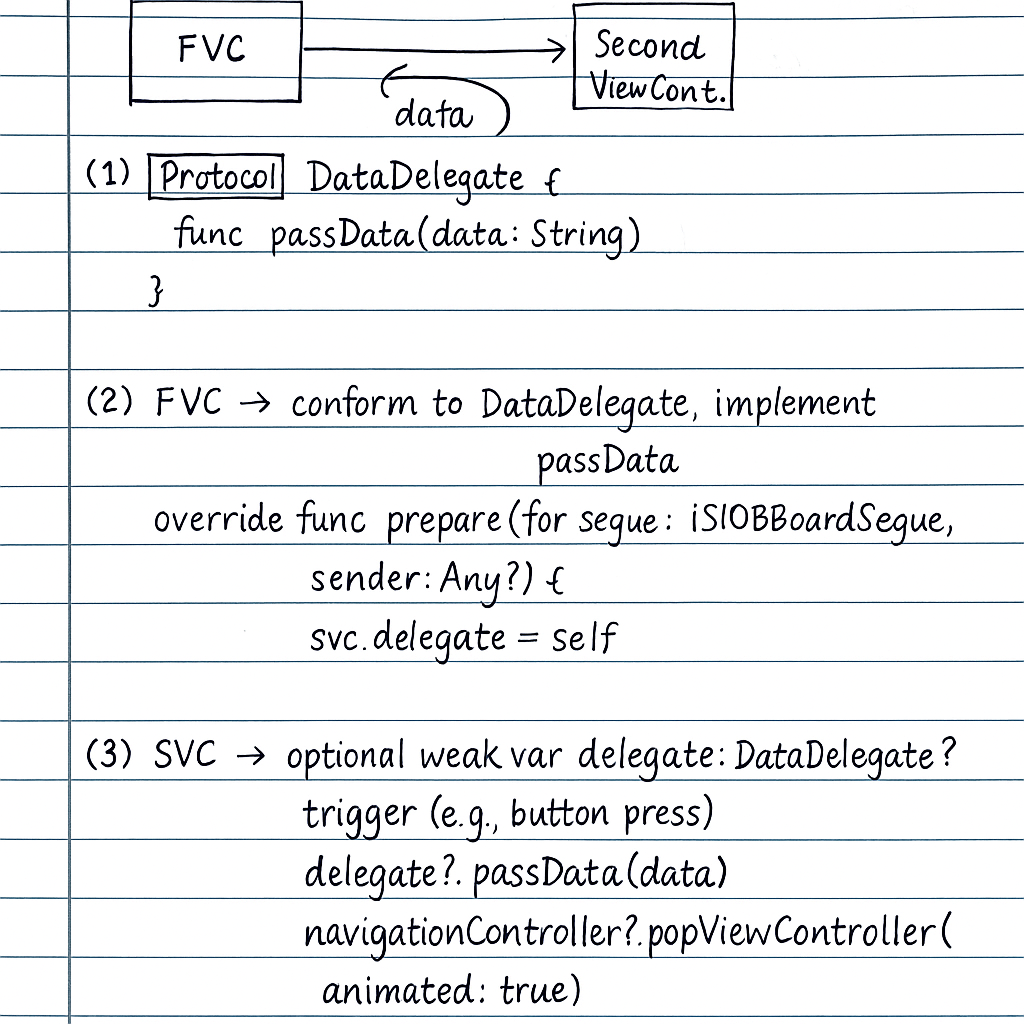 FVC
Second
ViewCont.
data
(1) Protocol DataDelegate {
func passData(data: String)
}
(2) FVC → conform to DataDelegate, implement
passData
override func prepare(for segue: iSIOBBoardSegue,
sender: Any?) {
svc.delegate = self
(3) SVC → optional weak var delegate: DataDelegate?
trigger (e.g., button press)
delegate?.passData(data)
navigationController?.popViewController(
animated: true)